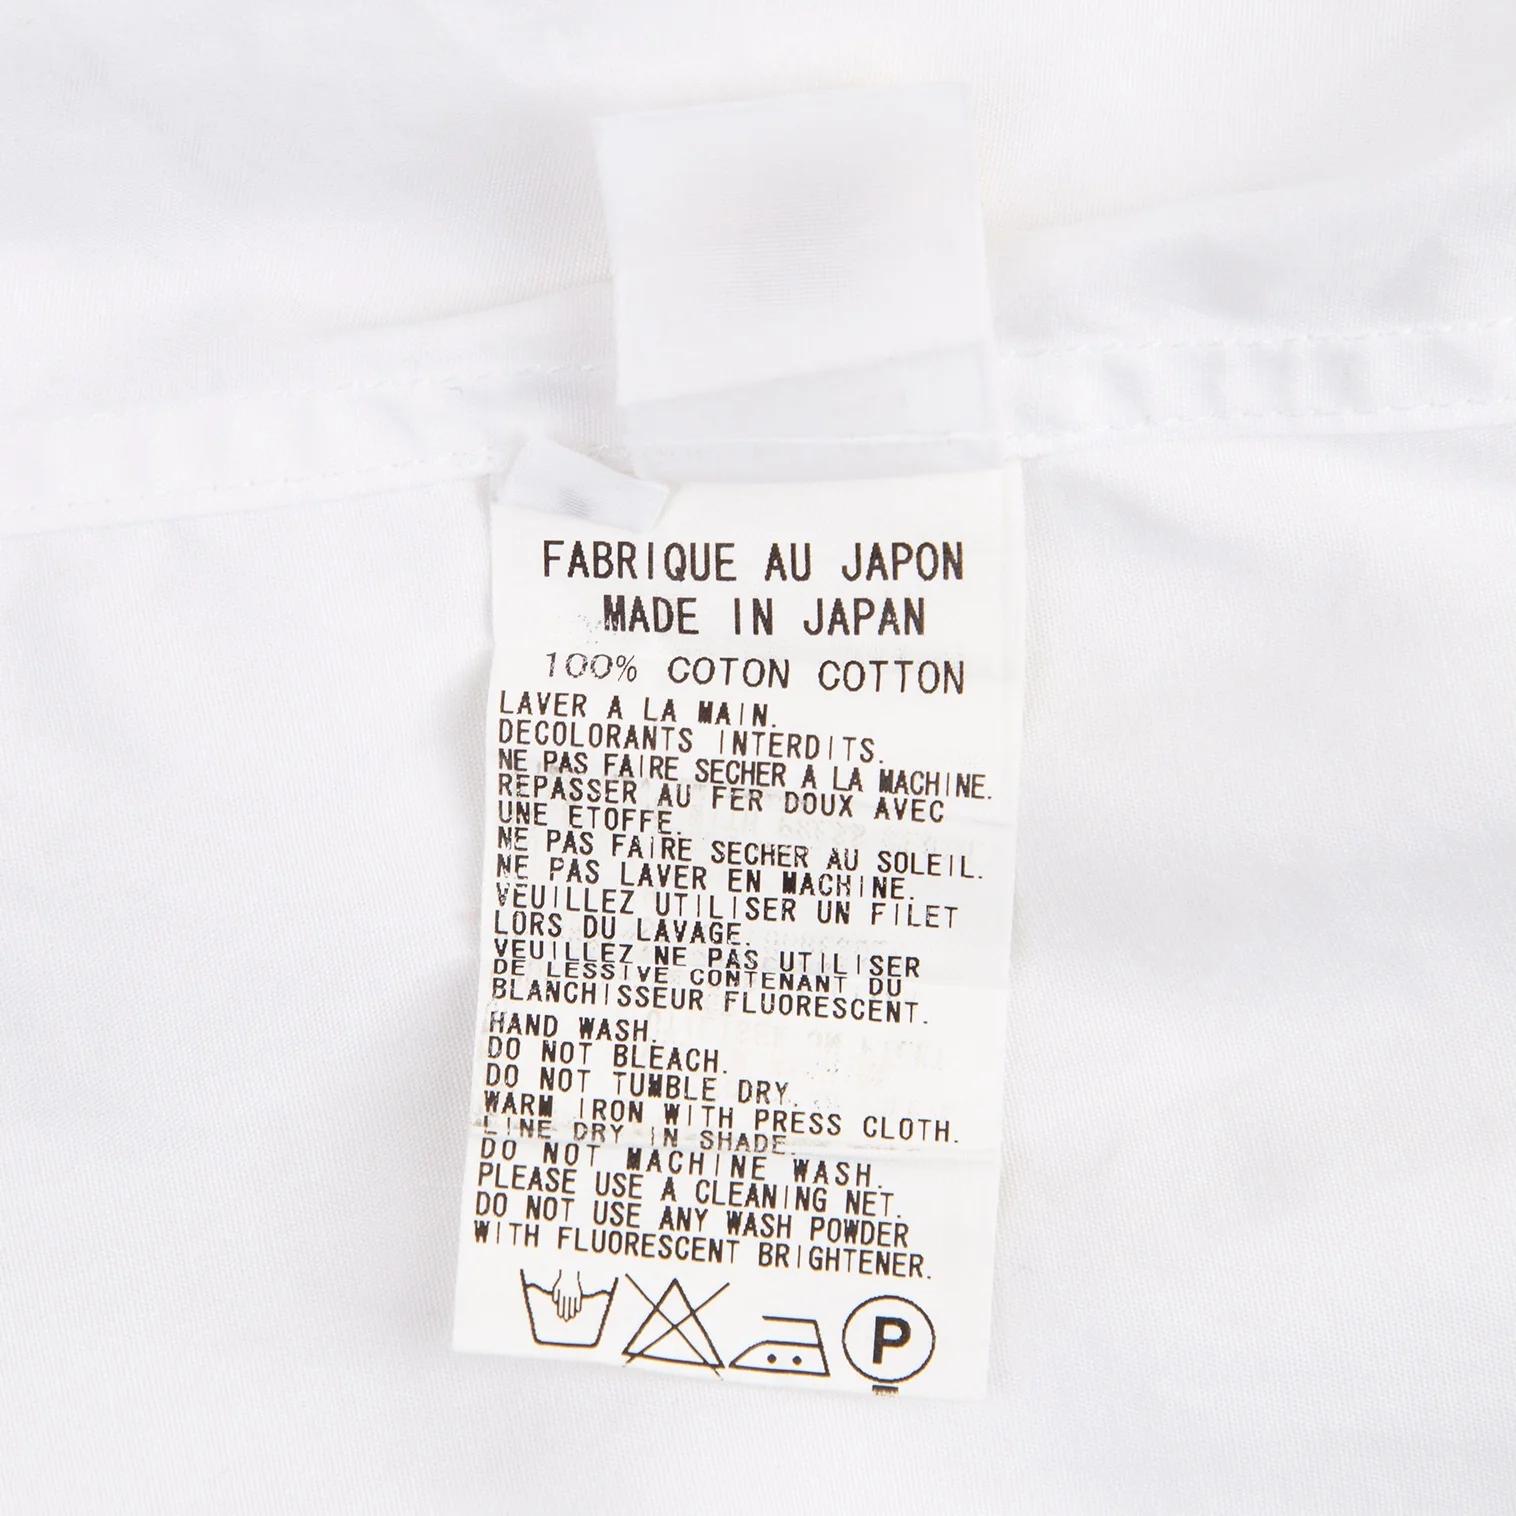 FABRIQUE AU JAPON
MADE IN JAPAN
100% COTON COTTON
LAVER A LA MAIN.
DECOLORANTS INTERDITS.
NE PAS FAIRE SECHER A LA MACHINE.
REPASSER AU FER DOUX AVEC
UNE ETOFFE.
NE PAS FAIRE SECHER AU SOLEIL.
NE PAS LAVER EN MACHINE.
VEUILLEZ UTILISER UN FILET
LORS DU LAVAGE.
VEUILLEZ NE PAS UTILISER
DE LESSIVE CONTENANT DU
BLANCHISSEUR FLUORESCENT.
HAND WASH.
DO NOT BLEACH.
DO NOT TUMBLE DRY.
WARM IRON WITH PRESS CLOTH.
LINE DRY IN SHADE.
DO NOT MACHINE WASH.
PLEASE USE A CLEANING NET.
DO NOT USE ANY WASH POWDER
WITH FLUORESCENT BRIGHTENER.
P